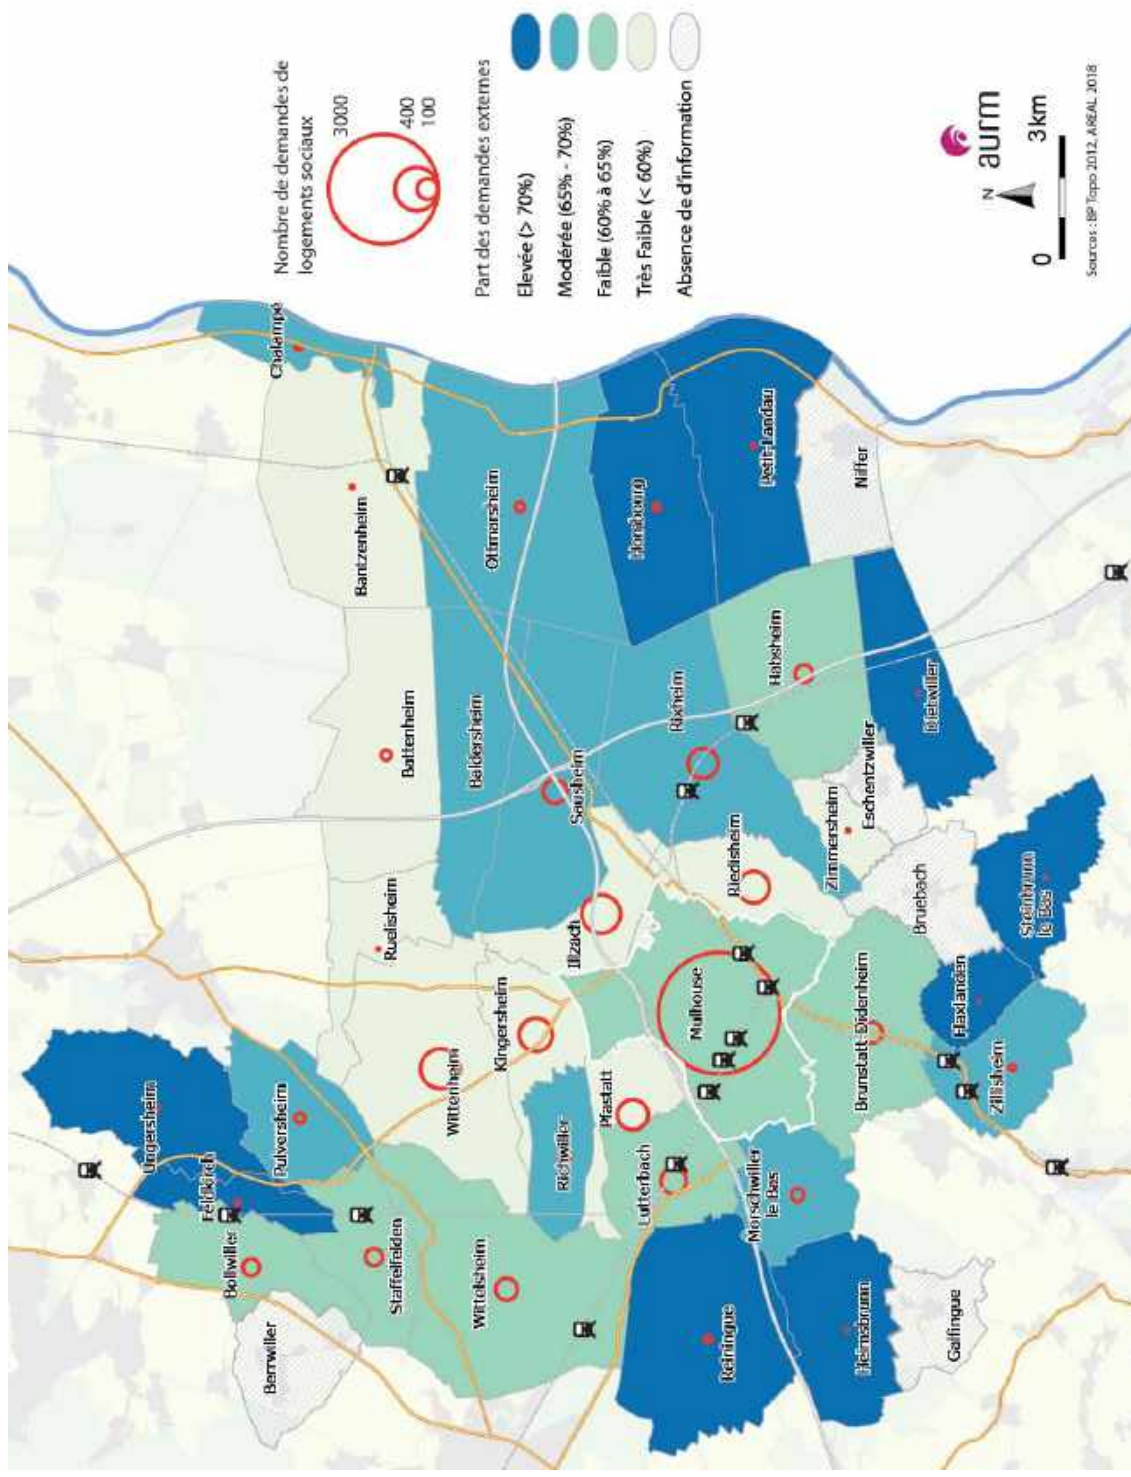 Nombre de demandes de
logements sociaux
3000
400
100
Part des demandes externes
Elevée (> 70%)
Modérée (65% - 70%)
Faible (60% à 65%)
Très Faible (< 60%)
Absence de d'information
N
aurm
0
3km
Sources : BP Topo 2012, AREAL 2018
Ungersheim
Feldkirch
Bollwiller
Berrwiller
Pulversheim
Staffelfelden
Wittelsheim
Ruelisheim
Wittenheim
Kingersheim
Richwiller
Battenheim
Bantzenheim
Chalampé
Baldersheim
Ottmarsheim
Sausheim
Illzach
Pfastatt
Lutterbach
Mulhouse
Riedisheim
Rixheim
Hombourg
Petit-Landau
Niffer
Habsheim
Dietwiller
Eschentzwiller
Zimmersheim
Bruebach
Steinbrunn
le Bas
Flaxlanden
Brunstatt-Didenheim
Zillisheim
Morschwiller
le Bas
Reiningue
Heimsbrunn
Galfingue